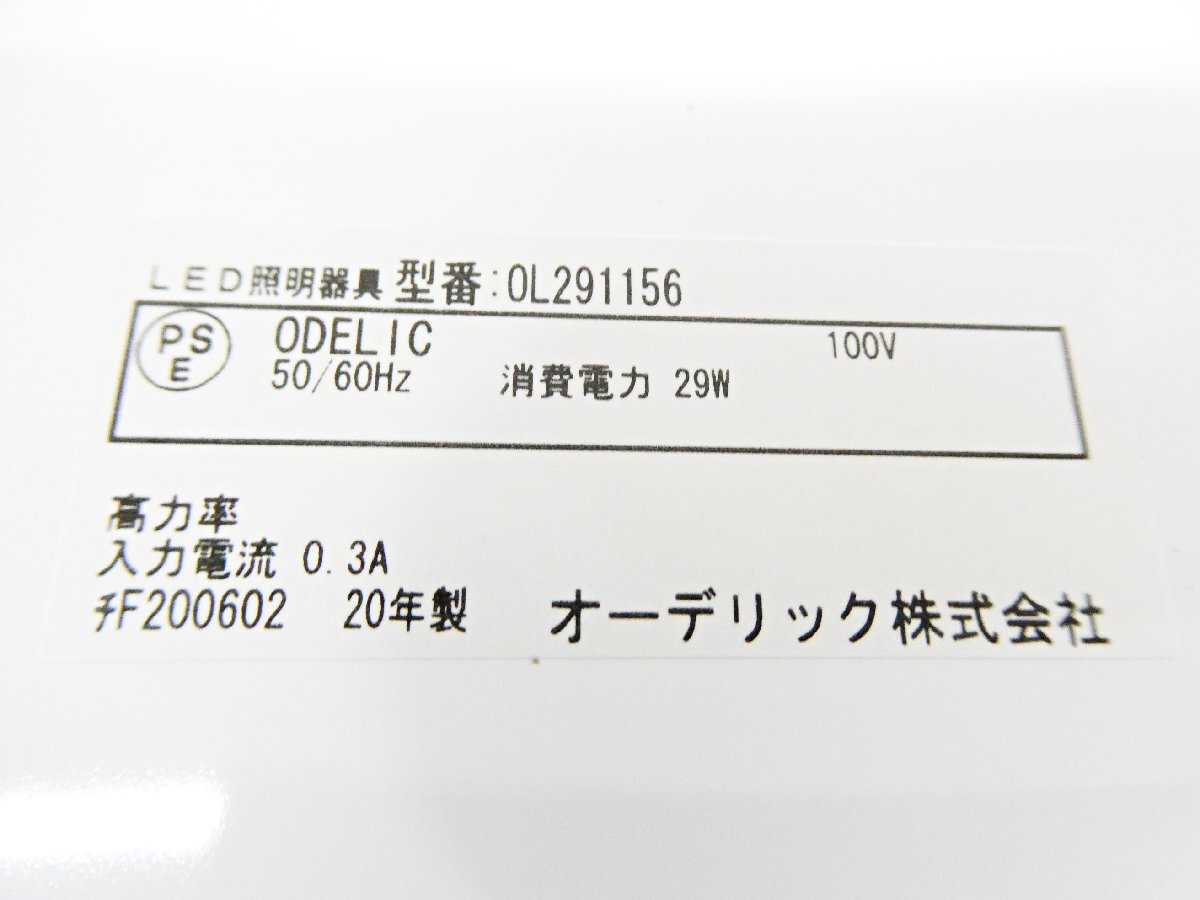 LED照明器具 型番:OL291156
PSE ODELIC 100V
50/60Hz 消費電力 29W
高力率
入力電流 0.3A
チF200602 20年製 オーデリック株式会社